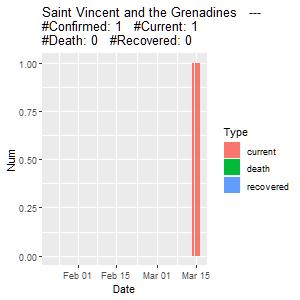 Saint Vincent and the Grenadines   ---
#Confirmed: 1   #Current: 1
#Death: 0   #Recovered: 0
1.00
0.75
0.50
0.25
0.00
Num
Feb 01
Feb 15
Mar 01
Mar 15
Date
Type
current
death
recovered